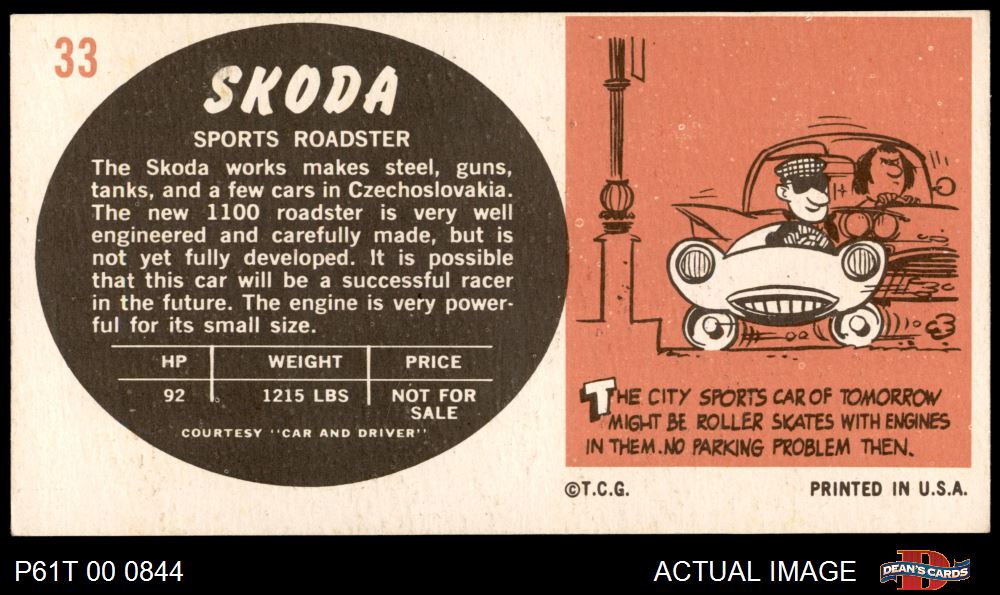 33
SKODA
SPORTS ROADSTER
The Skoda works makes steel, guns,
tanks, and a few cars in Czechoslovakia.
The new 1100 roadster is very well
engineered and carefully made, but is
not yet fully developed. It is possible
that this car will be a successful racer
in the future. The engine is very power-
ful for its small size.
HP WEIGHT PRICE
92 1215 LBS NOT FOR
SALE
COURTESY "CAR AND DRIVER"
THE CITY SPORTS CAR OF TOMORROW
MIGHT BE ROLLER SKATES WITH ENGINES
IN THEM. NO PARKING PROBLEM THEN.
©T.C.G. PRINTED IN U.S.A.
P61T 00 0844 ACTUAL IMAGE
D
DEAN'S CARDS